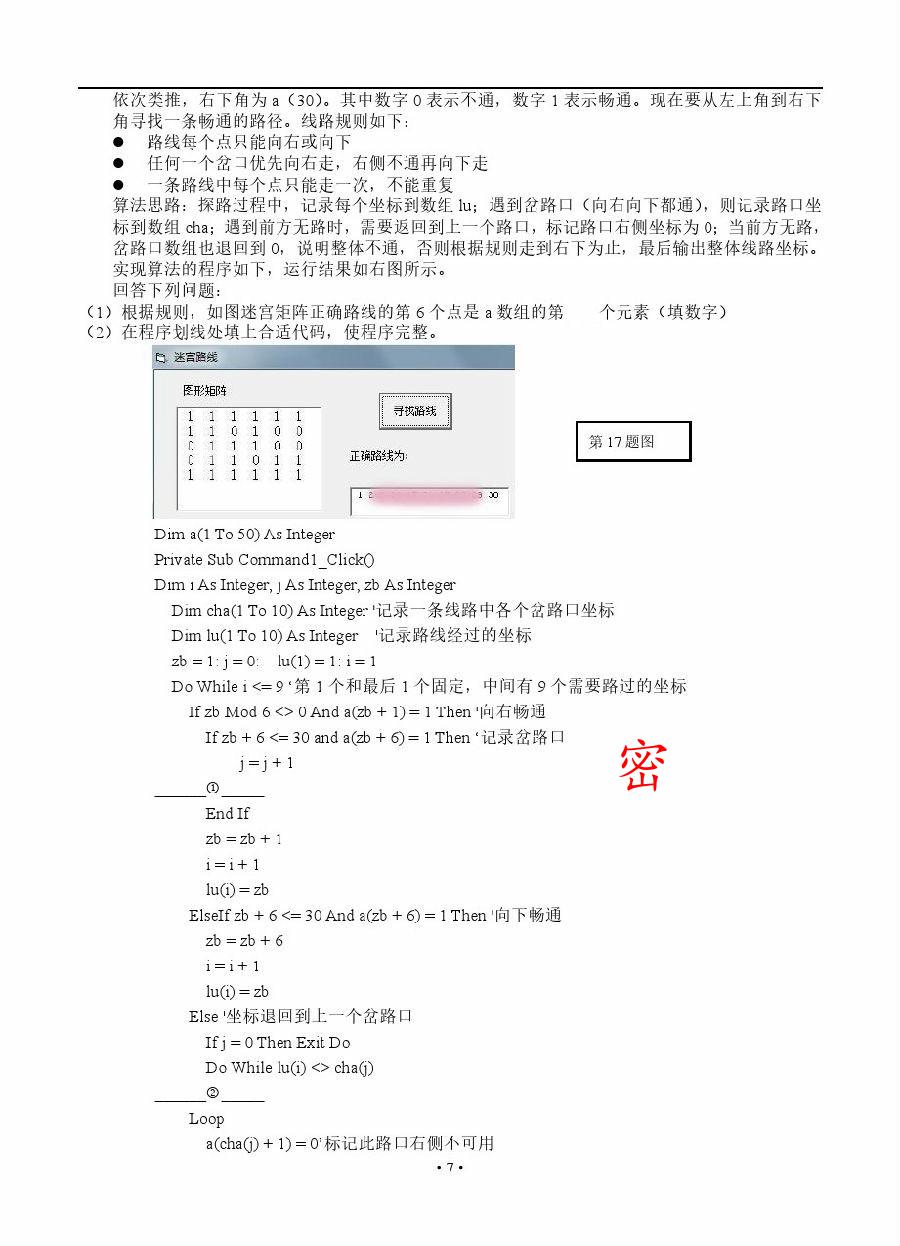 依次类推，右下角为 a（30）。其中数字 0 表示不通，数字 1 表示畅通。现在要从左上角到右下
角寻找一条畅通的路径。线路规则如下：
● 路线每个点只能向右或向下
● 任何一个岔口优先向右走，右侧不通再向下走
● 一条路线中每个点只能走一次，不能重复
算法思路：探路过程中，记录每个坐标到数组 lu；遇到岔路口（向右向下都通），则记录路口坐
标到数组 cha；遇到前方无路时，需要返回到上一个路口，标记路口右侧坐标为 0；当前方无路，
岔路口数组也退回到 0，说明整体不通，否则根据规则走到右下为止，最后输出整体线路坐标。
实现算法的程序如下，运行结果如右图所示。
回答下列问题：
（1）根据规则，如图迷宫矩阵正确路线的第 6 个点是 a 数组的第 个元素（填数字）
（2）在程序划线处填上合适代码，使程序完整。
迷宫路线
图形矩阵
1 1 1 1 1 1
1 1 0 1 0 0
0 1 1 1 0 0
0 1 1 0 1 1
1 1 1 1 1 1
寻找路线
正确路线为:
1 2 30
第 17 题图
Dim a(1 To 50) As Integer
Private Sub Command1_Click()
Dim i As Integer, j As Integer, zb As Integer
Dim cha(1 To 10) As Integer '记录一条线路中各个岔路口坐标
Dim lu(1 To 10) As Integer '记录路线经过的坐标
zb = 1: j = 0: lu(1) = 1: i = 1
Do While i <= 9 ‘第 1 个和最后 1 个固定，中间有 9 个需要路过的坐标
If zb Mod 6 <> 0 And a(zb + 1) = 1 Then '向右畅通
If zb + 6 <= 30 and a(zb + 6) = 1 Then ‘记录岔路口
j = j + 1
______①_____
End If
zb = zb + 1
i = i + 1
lu(i) = zb
ElseIf zb + 6 <= 30 And a(zb + 6) = 1 Then '向下畅通
zb = zb + 6
i = i + 1
lu(i) = zb
Else '坐标退回到上一个岔路口
If j = 0 Then Exit Do
Do While lu(i) <> cha(j)
______②_____
Loop
a(cha(j) + 1) = 0’标记此路口右侧不可用
密
• 7 •